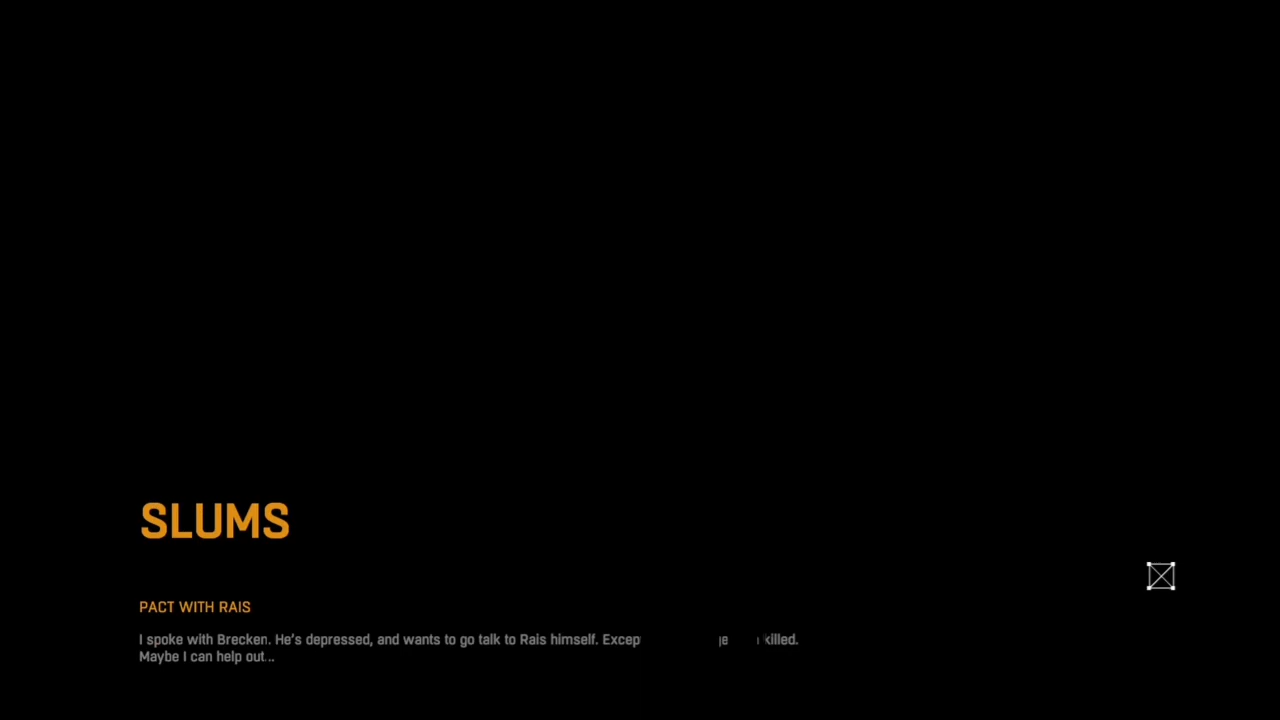 SLUMS
PACT WITH RAIS
I spoke with Brecken. He's depressed, and wants to go talk to Rais himself. killed.
Maybe I can help out...